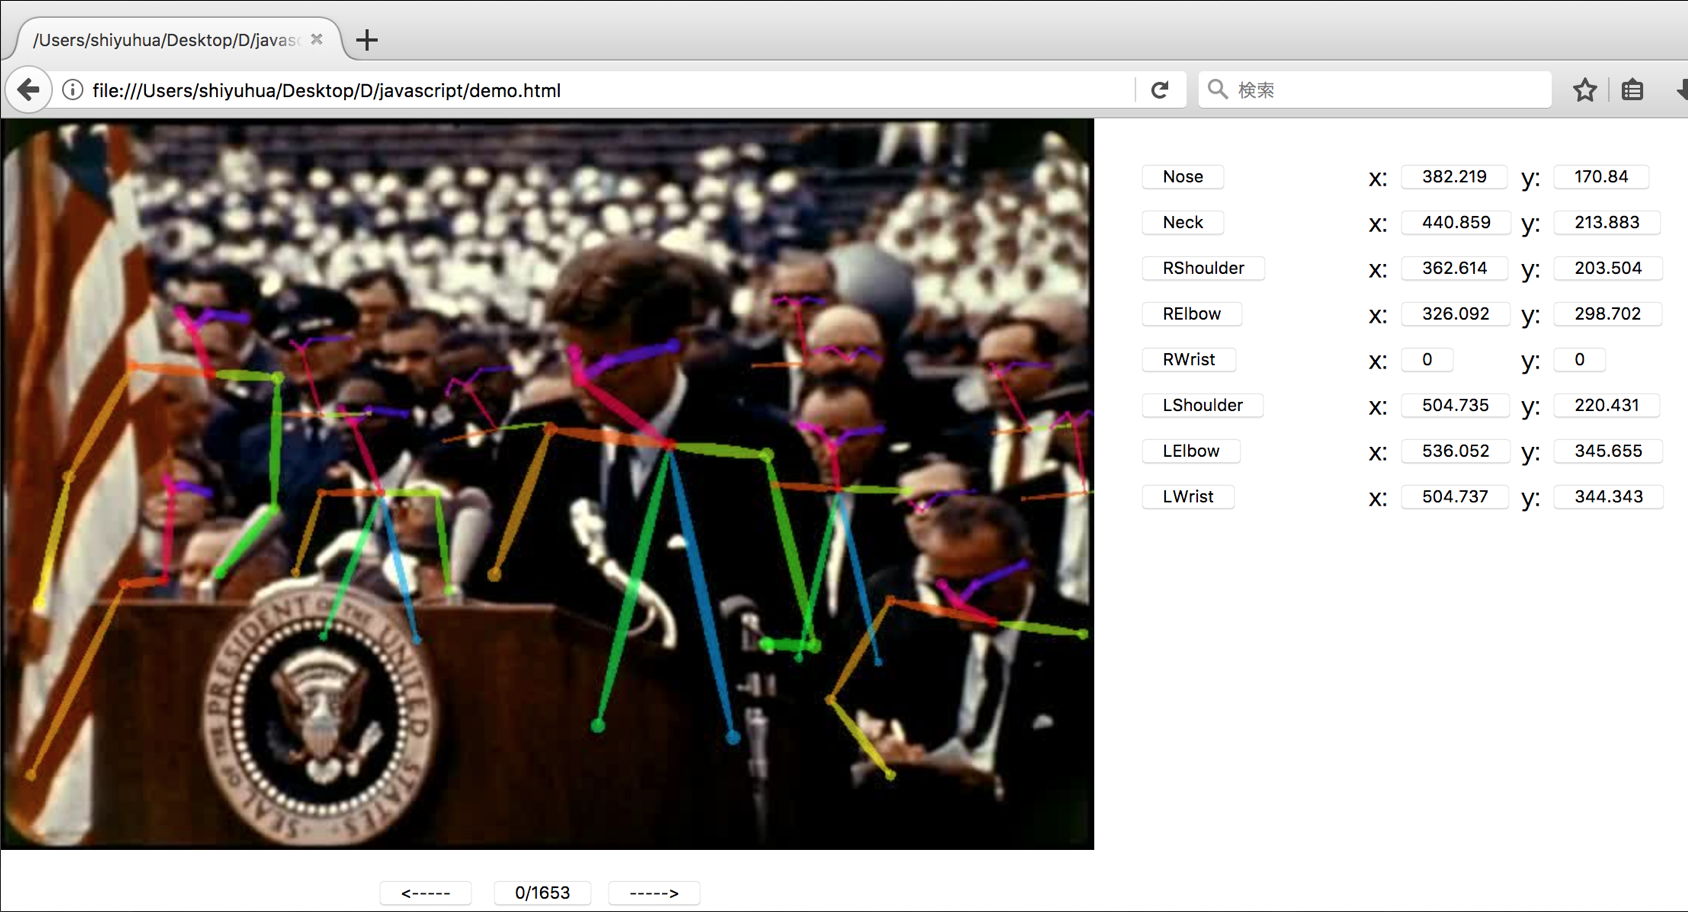 /Users/shiyuhua/Desktop/D/javasc
file:///Users/shiyuhua/Desktop/D/javascript/demo.html
検索
Nose x: 382.219 y: 170.84
Neck x: 440.859 y: 213.883
RShoulder x: 362.614 y: 203.504
RElbow x: 326.092 y: 298.702
RWrist x: 0 y: 0
LShoulder x: 504.735 y: 220.431
LElbow x: 536.052 y: 345.655
LWrist x: 504.737 y: 344.343
SEAL OF THE PRESIDENT OF THE UNITED STATES
<----- 0/1653 ----->